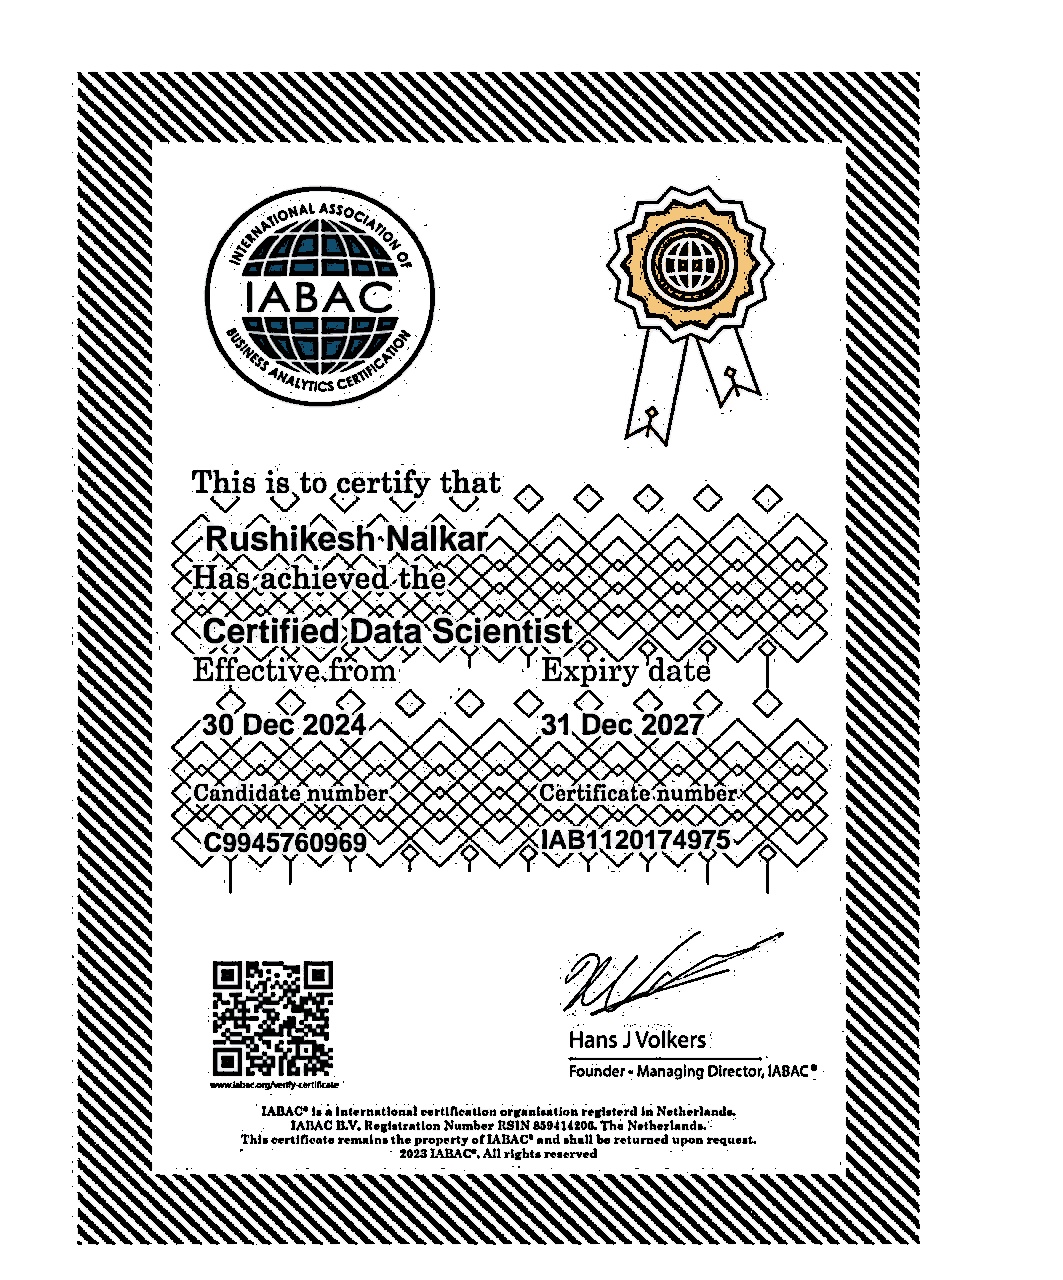 INTERNATIONAL ASSOCIATION OF
IABAC
BUSINESS ANALYTICS CERTIFICATION
This is to certify that
Rushikesh Nalkar
Has achieved the
Certified Data Scientist
Effective from
Expiry date
30 Dec 2024
31 Dec 2027
Candidate number
Certificate number
C9945760969
IAB1120174975
www.iabac.org/verify-certificate
Hans J Volkers
Founder - Managing Director, IABAC®
IABAC® is a International certification organisation registerd in Netherlands.
IABAC B.V. Registration Number RSIN 859414206. The Netherlands.
This certificate remains the property of IABAC® and shall be returned upon request.
2023 IABAC®. All rights reserved